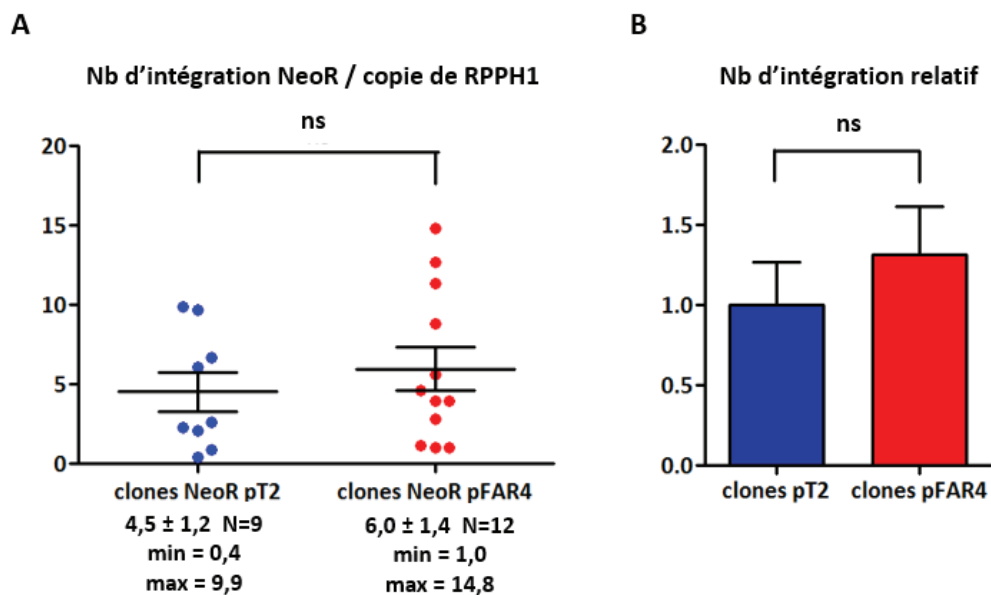 A
Nb d'intégration NeoR / copie de RPPH1
ns
20
15
10
5
0
clones NeoR pT2
clones NeoR pFAR4
4,5 ± 1,2 N=9
6,0 ± 1,4 N=12
min = 0,4
min = 1,0
max = 9,9
max = 14,8
B
Nb d'intégration relatif
ns
2.0
1.5
1.0
0.5
0.0
clones pT2
clones pFAR4